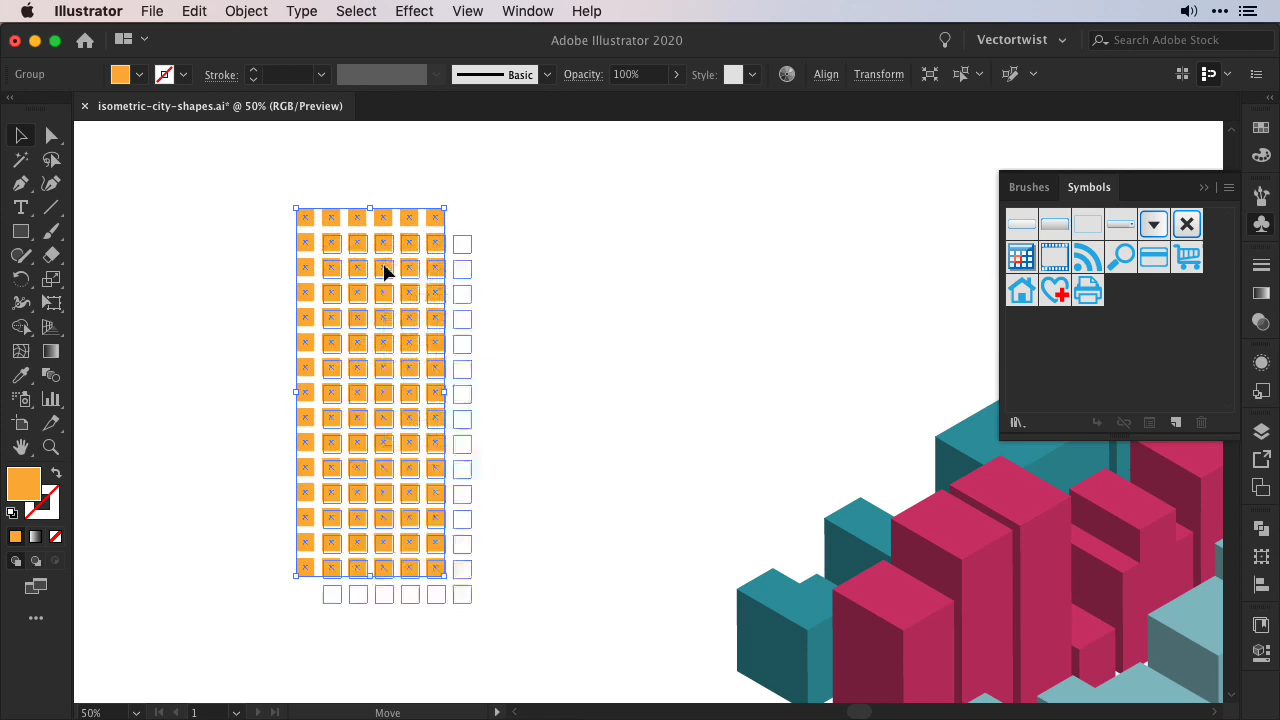 Illustrator File Edit Object Type Select Effect View Window Help
Adobe Illustrator 2020
Vectortwist
Search Adobe Stock
Group
Stroke:
Basic
Opacity: 100%
Style:
Align
Transform
× isometric-city-shapes.ai* @ 50% (RGB/Preview)
Brushes Symbols
50%
1
Move